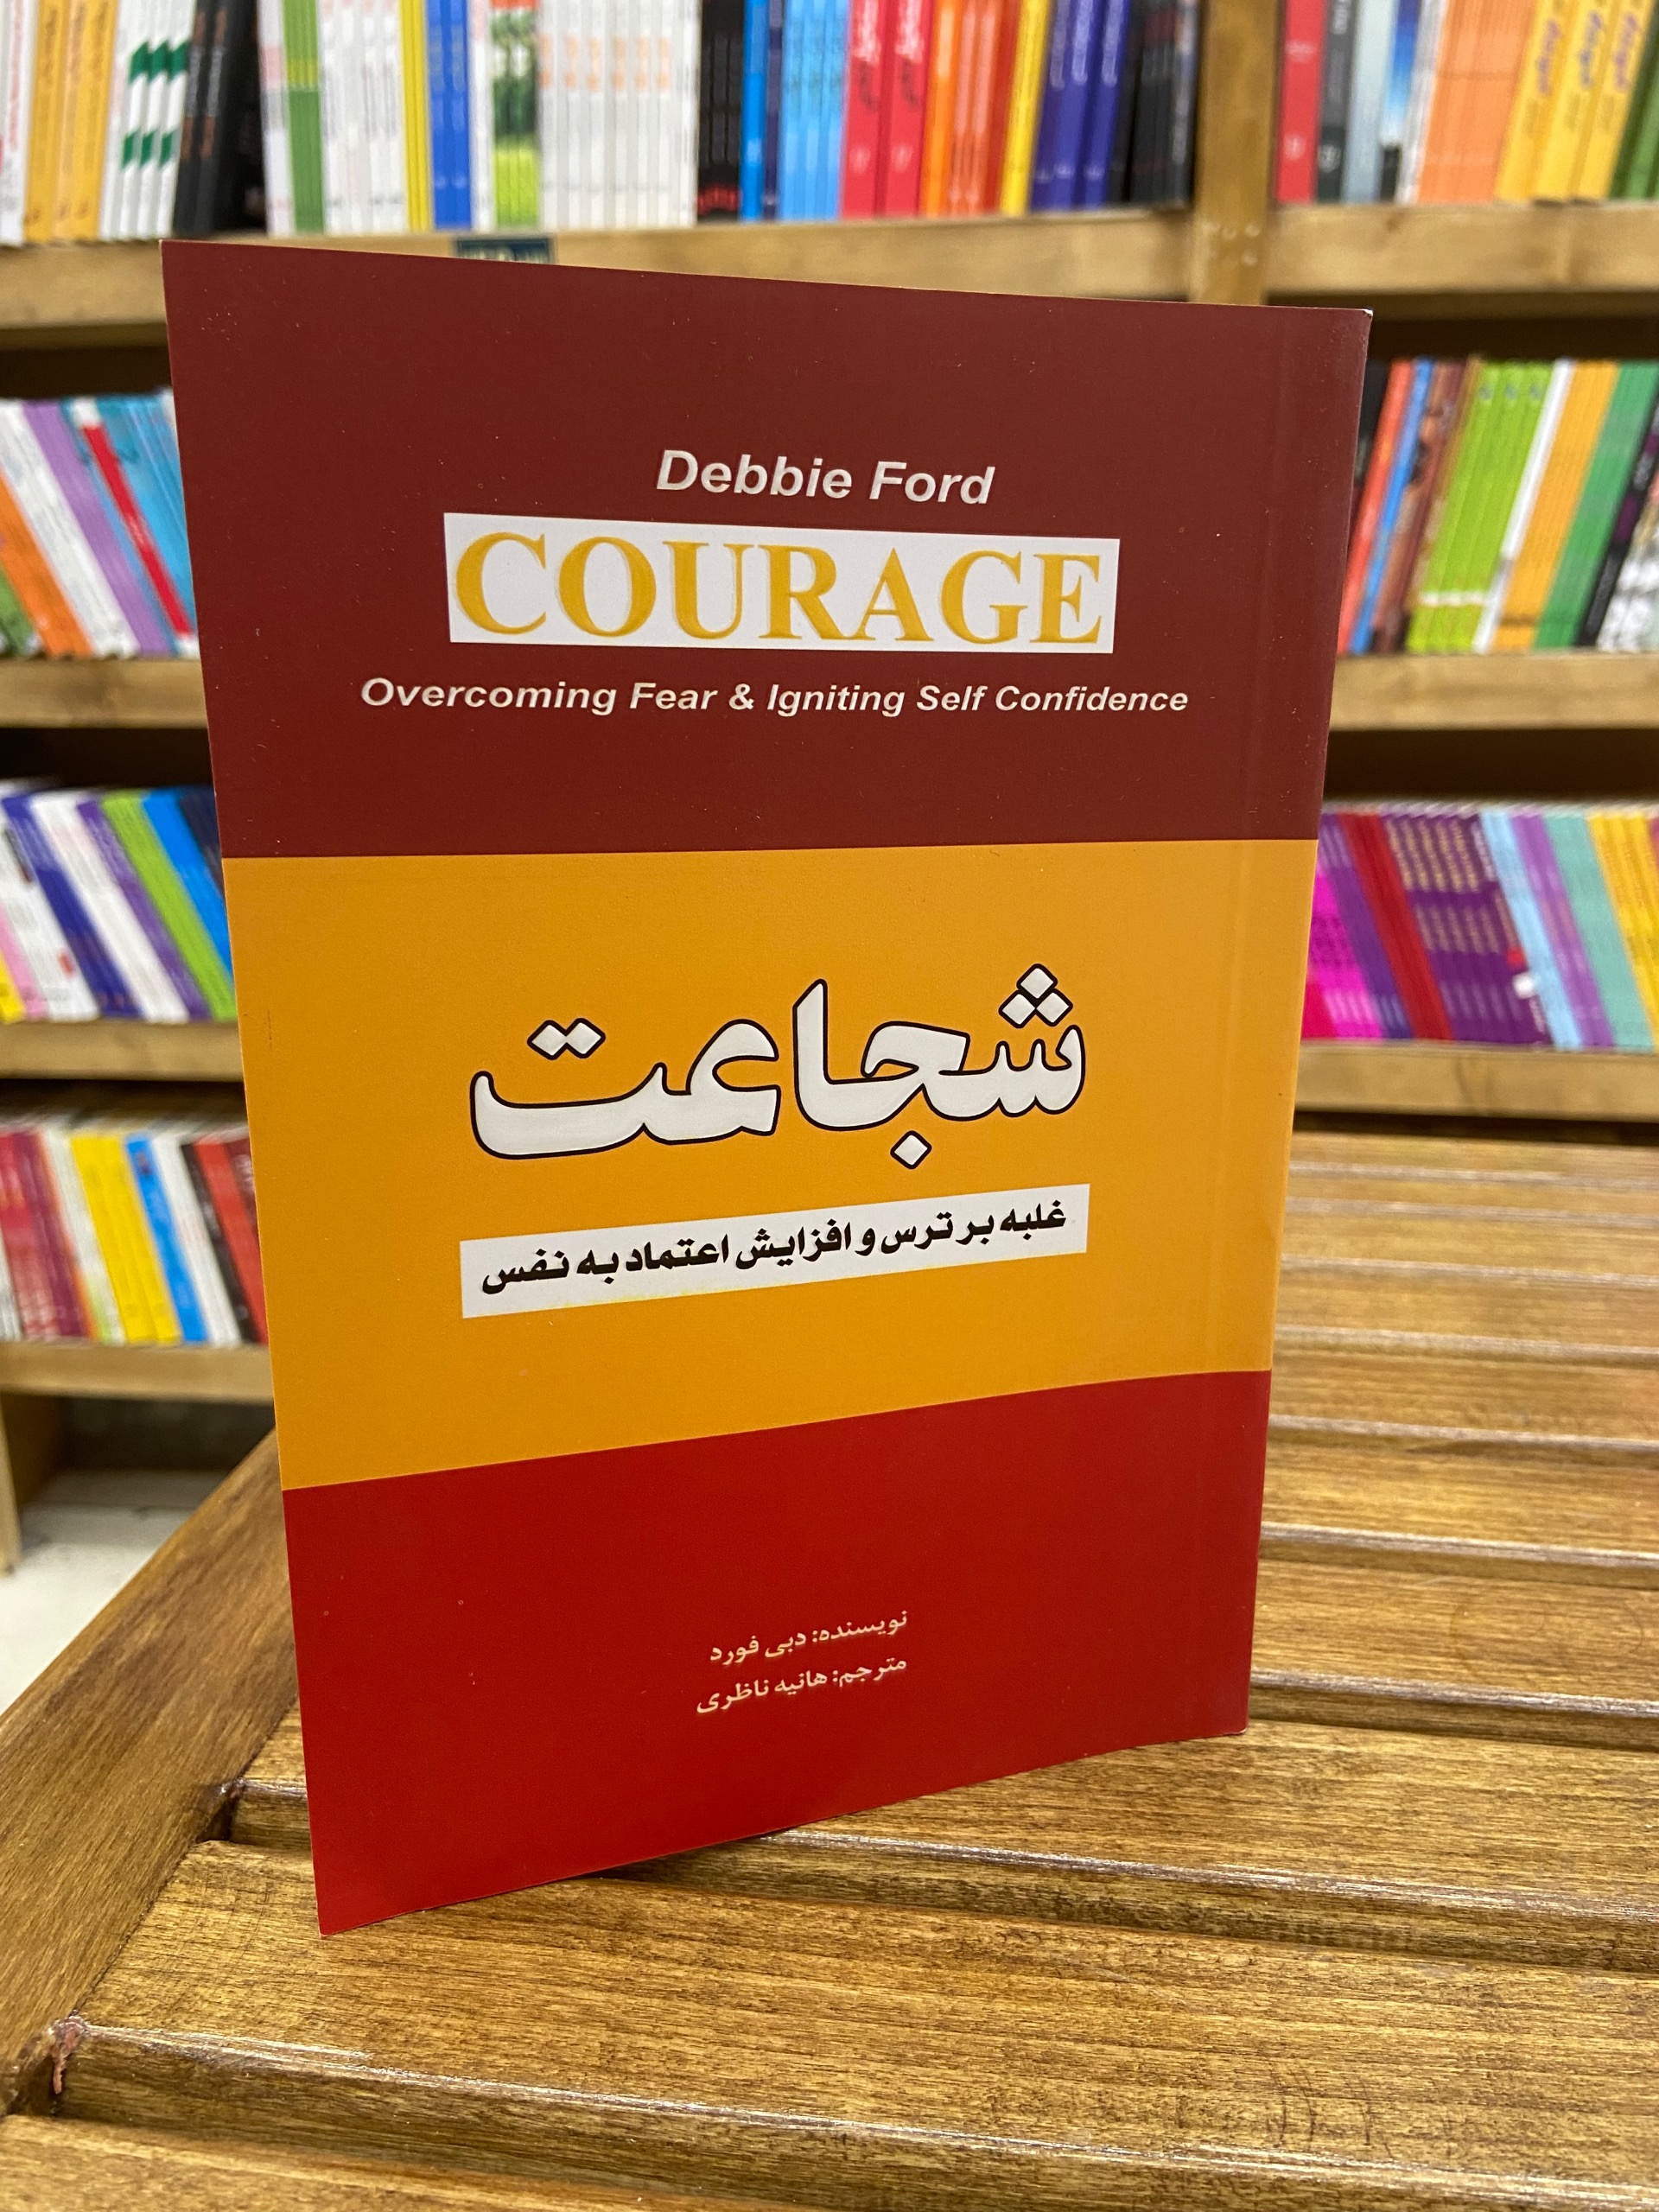 Debbie Ford
COURAGE
Overcoming Fear & Igniting Self Confidence
شجاعت
غلبه بر ترس و افزایش اعتماد به نفس
نویسنده: دبی فورد
مترجم: هانیه ناظری